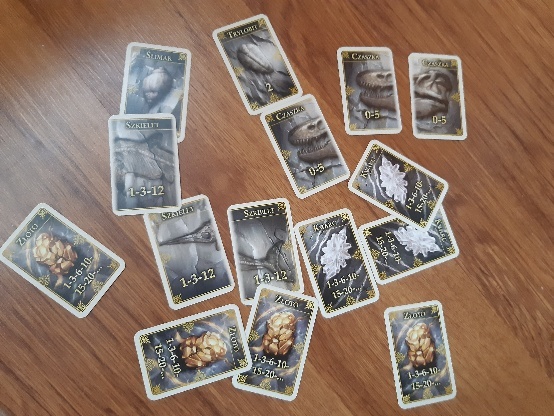 ŚLIMAK
TRYLOBIT
2
CZASZKA
0-5
CZASZKA
0-5
CZASZKA
0-5
SZKIELET
1-3-12
SZKIELET
1-3-12
SZKIELET
1-3-12
KWARC
1-3-6-10-
15-20-...
KWARC
1-3-6-10-
15-20-...
1-3-6-10-
15-20-...
ZŁOTO
1-3-6-10-
15-20-...
ZŁOTO
1-3-6-10-
15-20-...
ZŁOTO
1-3-6-10-
15-20-...
ZŁOTO
1-3-6-10-
15-20-...